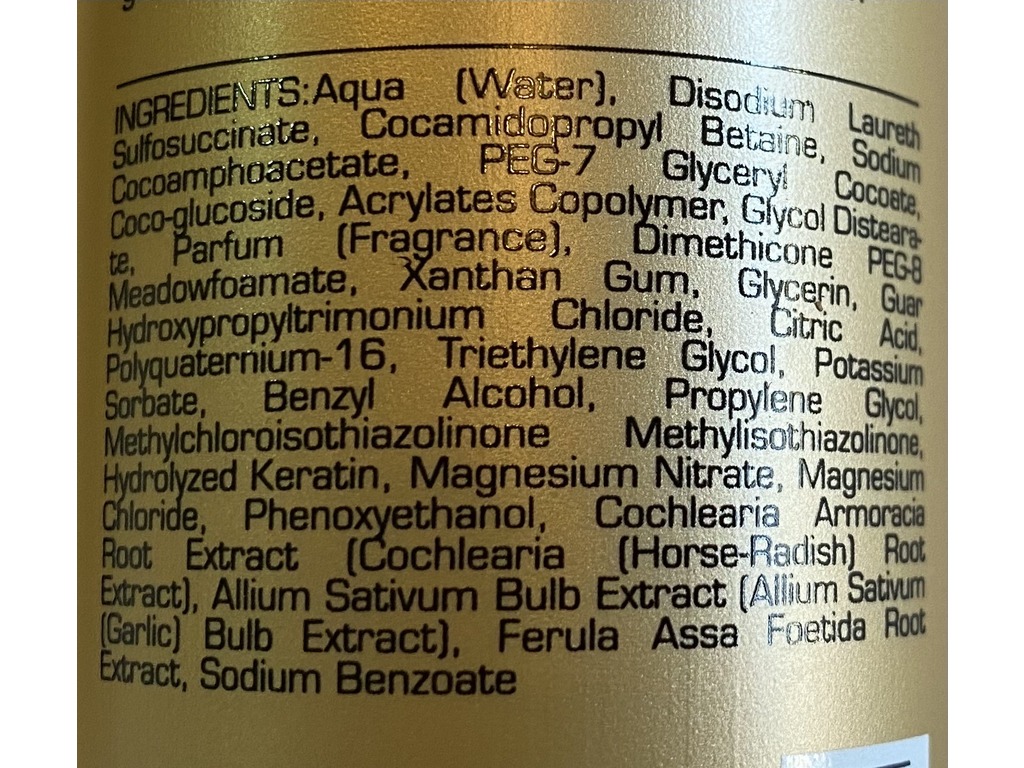 INGREDIENTS:Aqua (Water), Disodium Laureth
Sulfosuccinate, Cocamidopropyl Betaine, Sodium
Cocoamphoacetate, PEG-7 Glyceryl Cocoate,
Coco-glucoside, Acrylates Copolymer, Glycol Disteara-
te, Parfum (Fragrance), Dimethicone PEG-8
Meadowfoamate, Xanthan Gum, Glycerin, Guar
Hydroxypropyltrimonium Chloride, Citric Acid,
Polyquaternium-16, Triethylene Glycol, Potassium
Sorbate, Benzyl Alcohol, Propylene Glycol,
Methylchloroisothiazolinone Methylisothiazolinone,
Hydrolyzed Keratin, Magnesium Nitrate, Magnesium
Chloride, Phenoxyethanol, Cochlearia Armoracia
Root Extract (Cochlearia (Horse-Radish) Root
Extract), Allium Sativum Bulb Extract (Allium Sativum
(Garlic) Bulb Extract), Ferula Assa Foetida Root
Extract, Sodium Benzoate